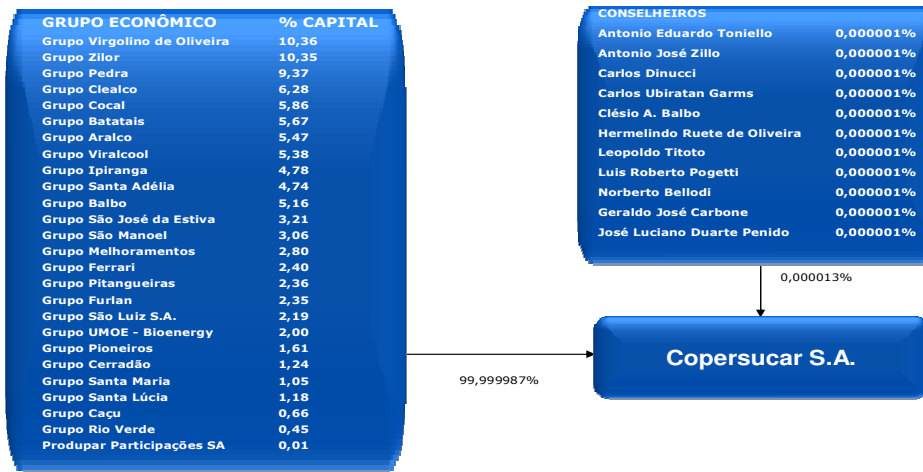 GRUPO ECONÔMICO % CAPITAL
Grupo Virgolino de Oliveira 10,36
Grupo Zilor 10,35
Grupo Pedra 9,37
Grupo Clealco 6,28
Grupo Cocal 5,86
Grupo Batatais 5,67
Grupo Aralco 5,47
Grupo Viralcool 5,38
Grupo Ipiranga 4,78
Grupo Santa Adélia 4,74
Grupo Balbo 5,16
Grupo São José da Estiva 3,21
Grupo São Manoel 3,06
Grupo Melhoramentos 2,80
Grupo Ferrari 2,40
Grupo Pitangueiras 2,36
Grupo Furlan 2,35
Grupo São Luiz S.A. 2,19
Grupo UMOE - Bioenergy 2,00
Grupo Pioneiros 1,61
Grupo Cerradão 1,24
Grupo Santa Maria 1,05
Grupo Santa Lúcia 1,18
Grupo Caçu 0,66
Grupo Rio Verde 0,45
Produpar Participações SA 0,01
99,999987%
CONSELHEIROS
Antonio Eduardo Toniello 0,000001%
Antonio José Zillo 0,000001%
Carlos Dinucci 0,000001%
Carlos Ubiratan Garms 0,000001%
Clésio A. Balbo 0,000001%
Hermelindo Ruete de Oliveira 0,000001%
Leopoldo Titoto 0,000001%
Luis Roberto Pogetti 0,000001%
Norberto Bellodi 0,000001%
Geraldo José Carbone 0,000001%
José Luciano Duarte Penido 0,000001%
0,000013%
Copersucar S.A.